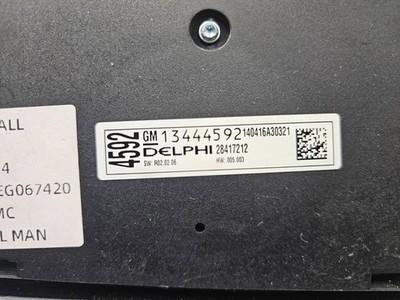 ALL
4
EG067420
MC
L MAN
4592
GM 13444592 140416A30321
DELPHI 28417212
SW: R02.02.06 HW: 005.003